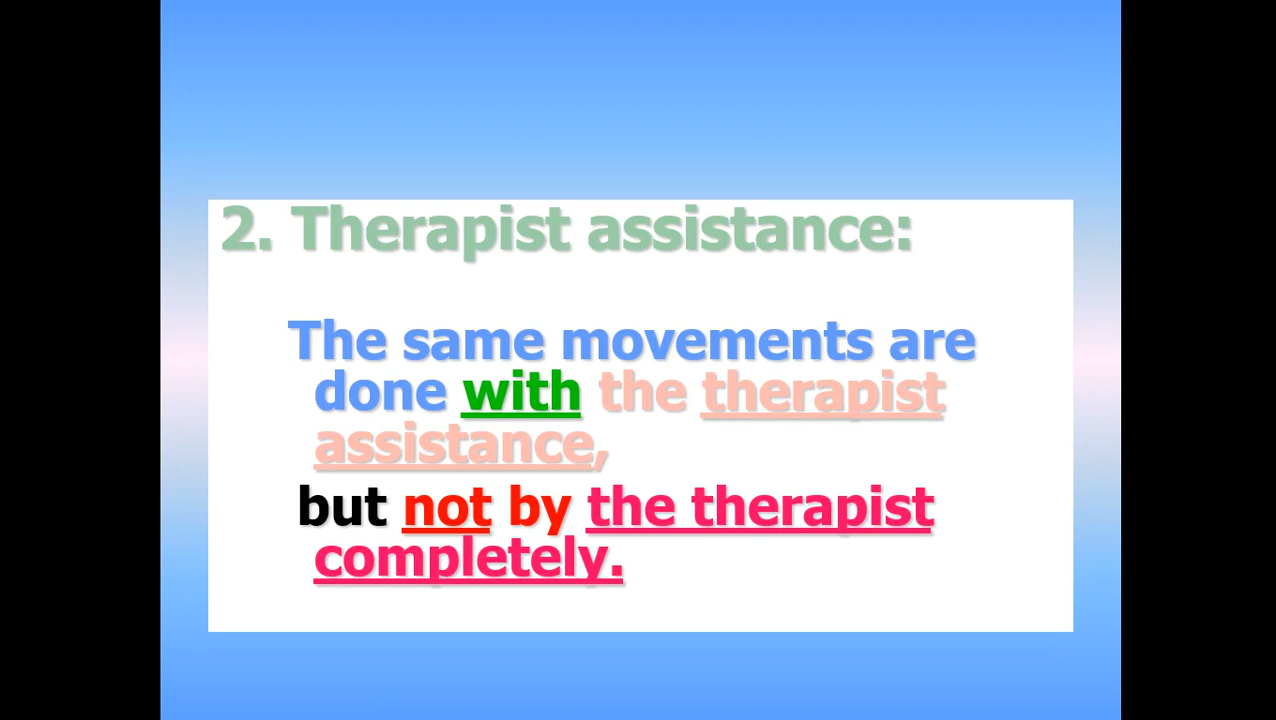 2. Therapist assistance:
The same movements are
done with the therapist
assistance,
but not by the therapist
completely.